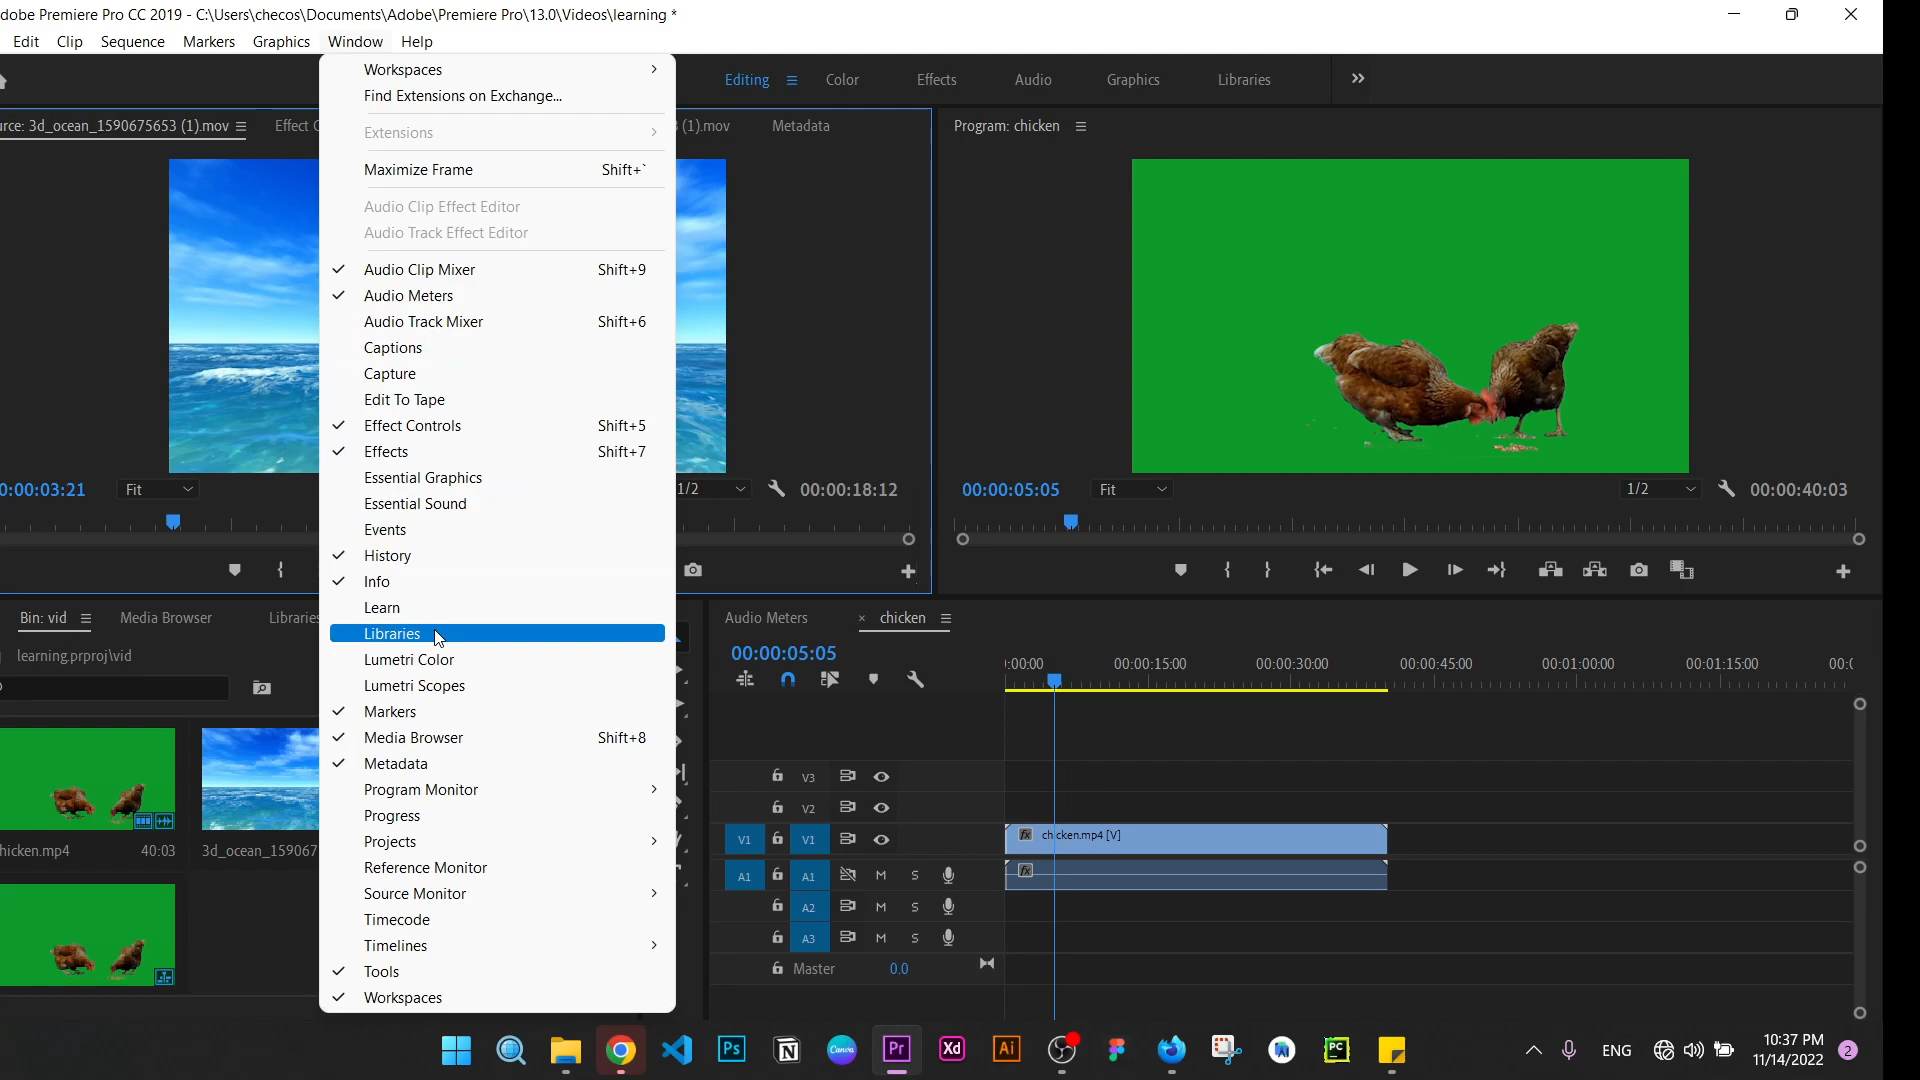 dobe Premiere Pro CC 2019 - C:\Users\checos\Documents\Adobe\Premiere Pro\13.0\Videos\learning *
Edit Clip Sequence Markers Graphics Window Help
Editing Color Effects Audio Graphics Libraries
Workspaces
Find Extensions on Exchange...
Extensions
Maximize Frame Shift+`
Audio Clip Effect Editor
Audio Track Effect Editor
Audio Clip Mixer Shift+9
Audio Meters
Audio Track Mixer Shift+6
Captions
Capture
Edit To Tape
Effect Controls Shift+5
Effects Shift+7
Essential Graphics
Essential Sound
Events
History
Info
Learn
Libraries
Lumetri Color
Lumetri Scopes
Markers
Media Browser Shift+8
Metadata
Program Monitor
Progress
Projects
Reference Monitor
Source Monitor
Timecode
Timelines
Tools
Workspaces
urce: 3d_ocean_1590675653 (1).mov Effect C
(1).mov Metadata
Program: chicken
0:00:03:21 Fit
1/2 00:00:18:12
00:00:05:05 Fit 1/2 00:00:40:03
Bin: vid Media Browser Libraries
learning.prproj\vid
hicken.mp4 40:03 3d_ocean_159067
Audio Meters × chicken
00:00:05:05
:00:00 00:00:15:00 00:00:30:00 00:00:45:00 00:01:00:00 00:01:15:00 00:0
V3
V2
V1 V1 fx chicken.mp4 [V]
A1 A1 M S fx
A2 M S
A3 M S
Master 0.0
Ps Canva Pr Xd Ai PC
ENG
10:37 PM
11/14/2022
2